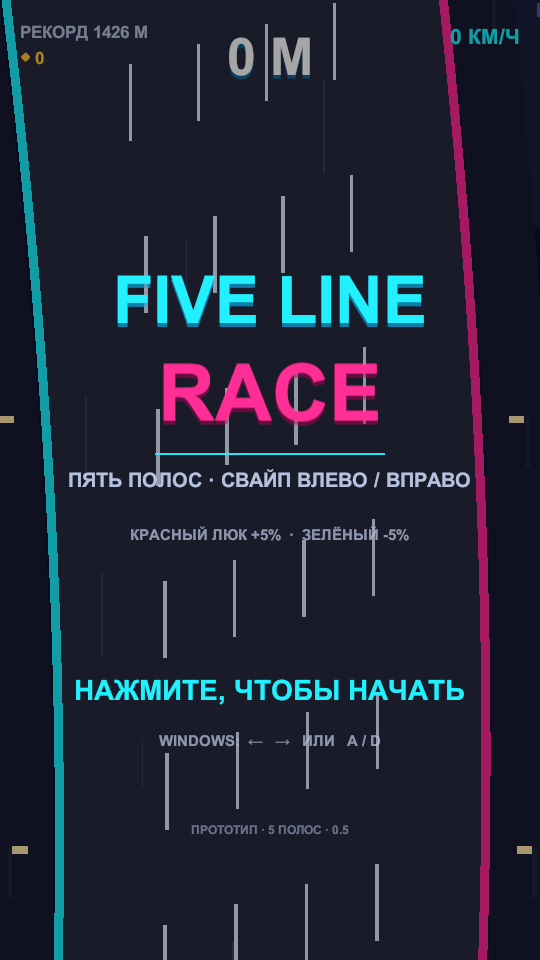 РЕКОРД 1426 М
0 М
0 КМ/Ч
0
FIVE LINE
RACE
ПЯТЬ ПОЛОС · СВАЙП ВЛЕВО / ВПРАВО
КРАСНЫЙ ЛЮК +5% · ЗЕЛЁНЫЙ -5%
НАЖМИТЕ, ЧТОБЫ НАЧАТЬ
WINDOWS: ← → ИЛИ A / D
ПРОТОТИП · 5 ПОЛОС · 0.5